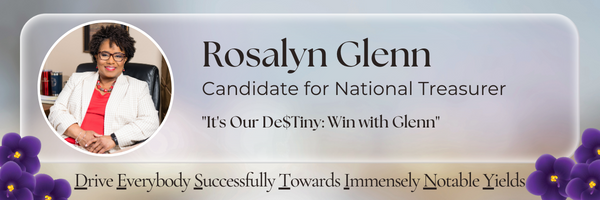 Rosalyn Glenn
Candidate for National Treasurer
"It's Our De$Tiny: Win with Glenn"
Drive Everybody Successfully Towards Immensely Notable Yields